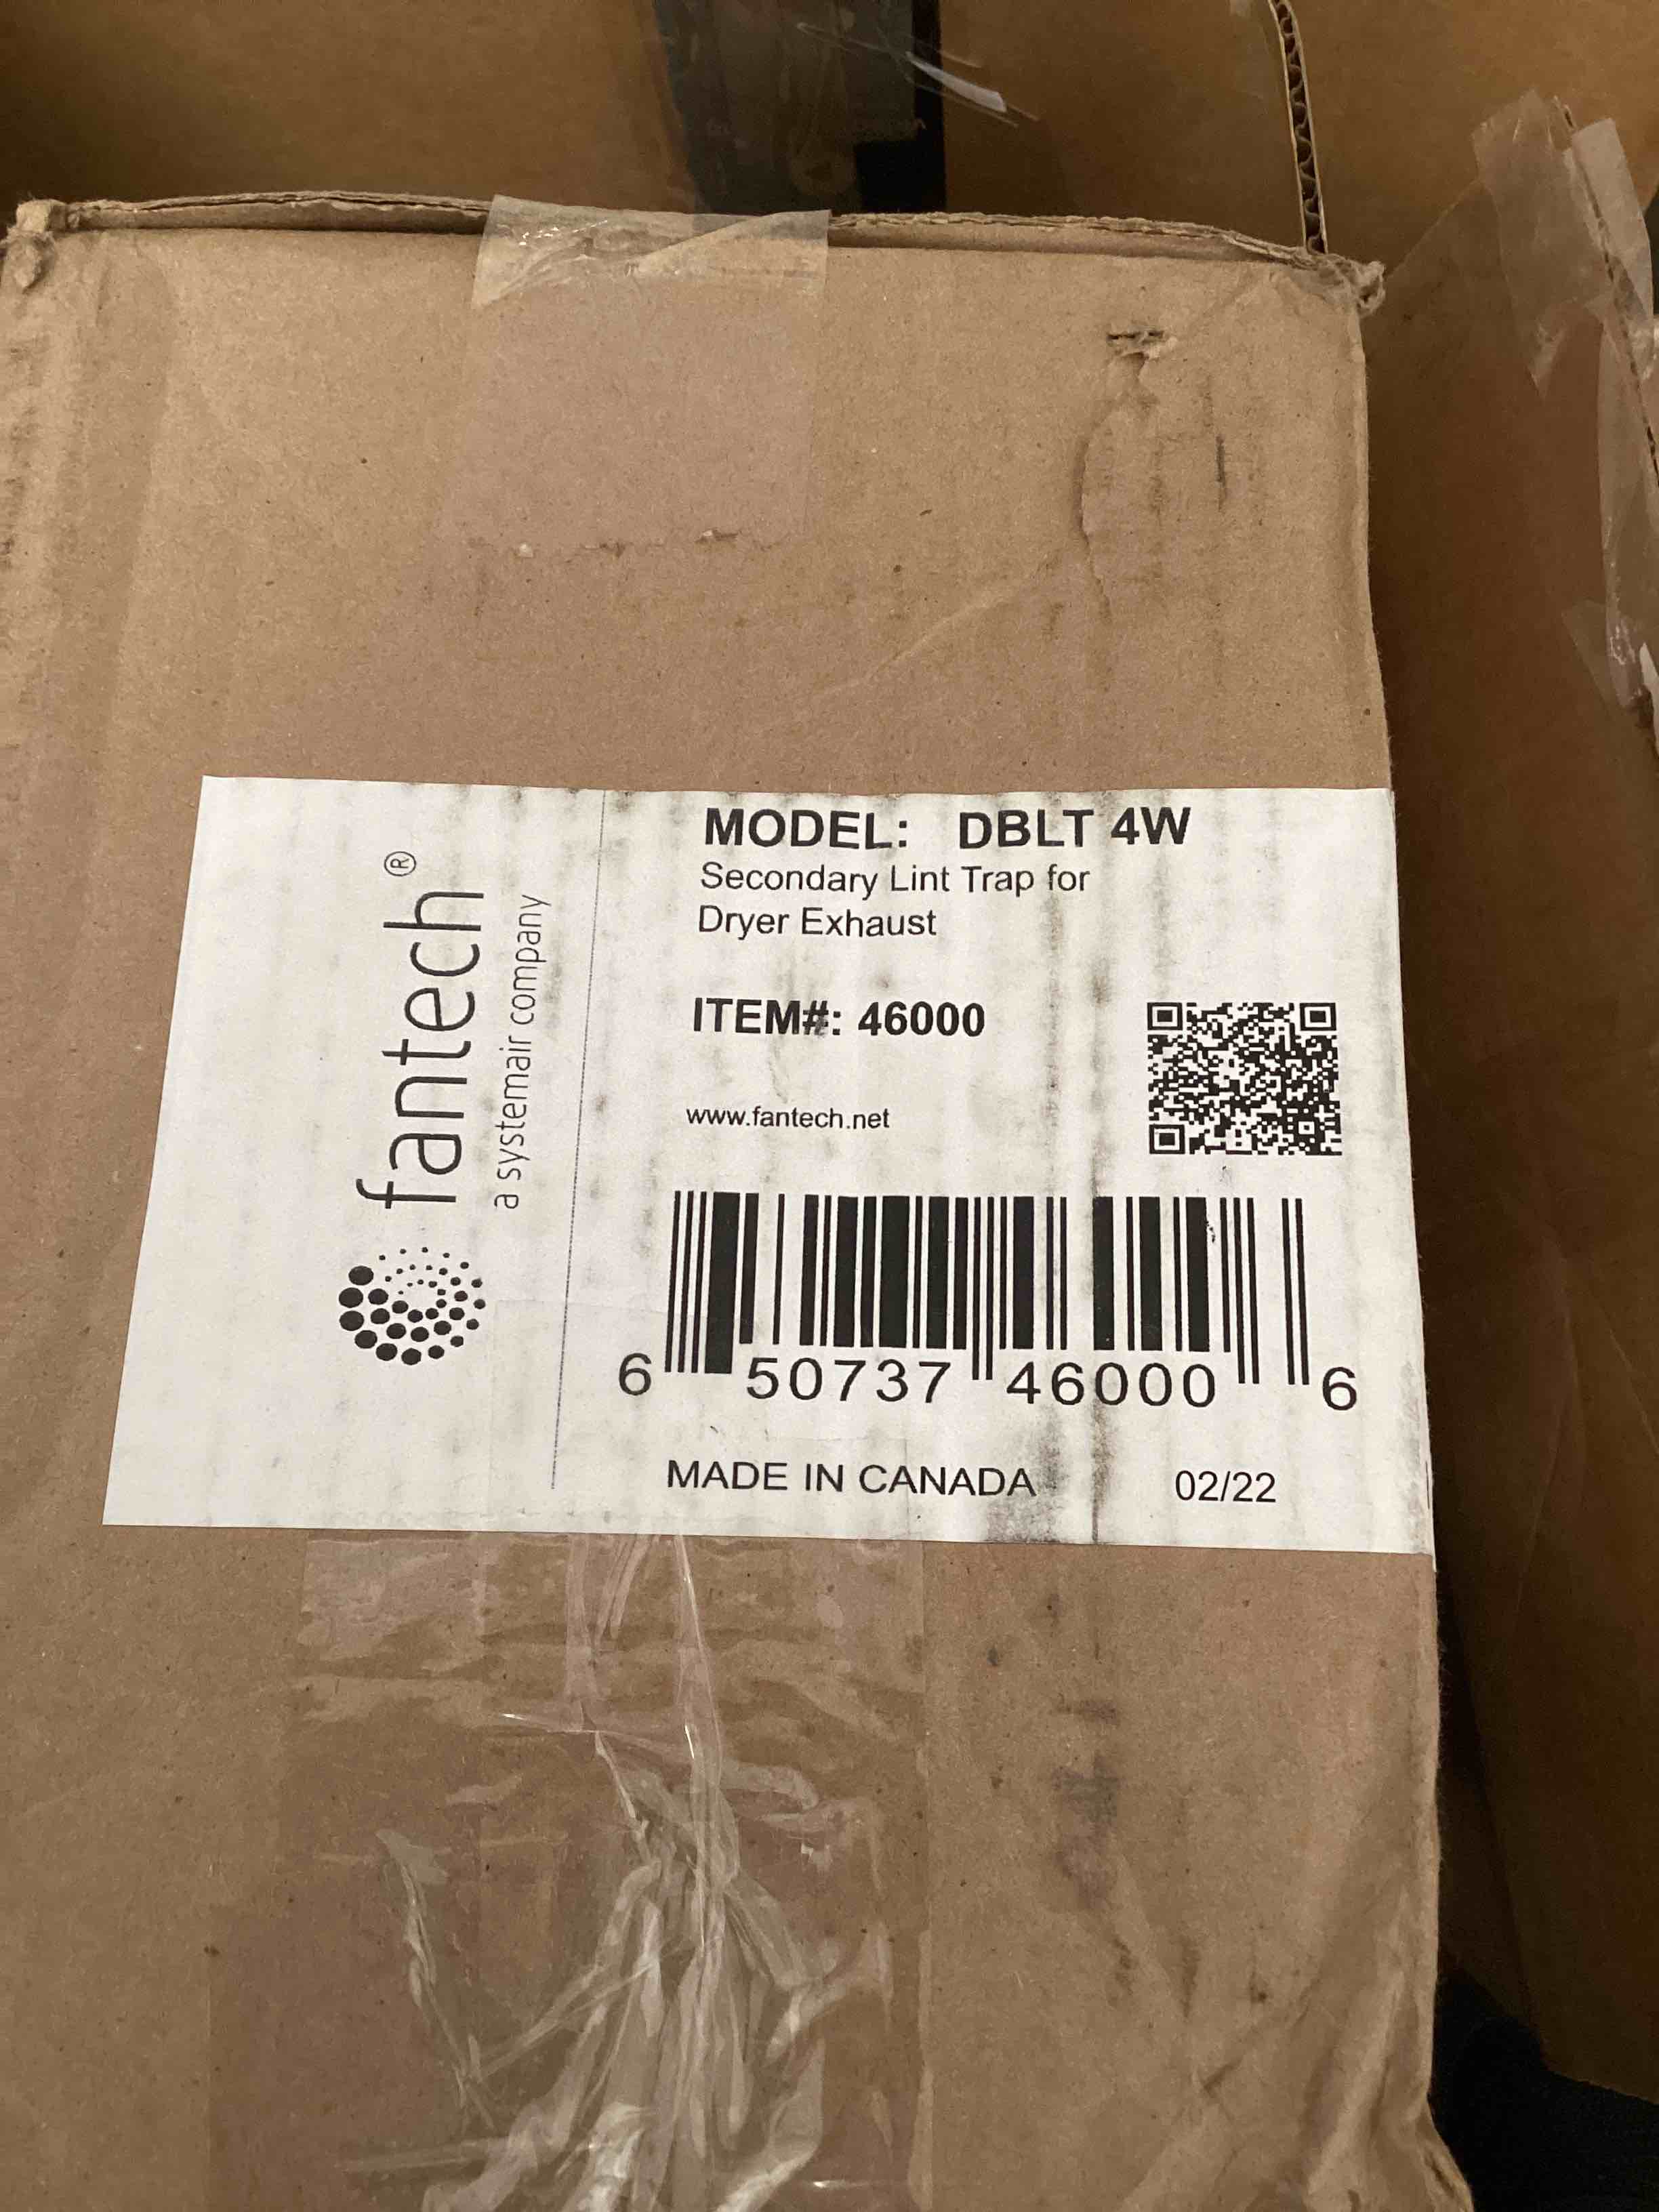 MODEL: DBLT 4W
Secondary Lint Trap for
Dryer Exhaust
ITEM#: 46000
www.fantech.net
6 50737 46000 6
MADE IN CANADA 02/22
fantech®
a systemair company